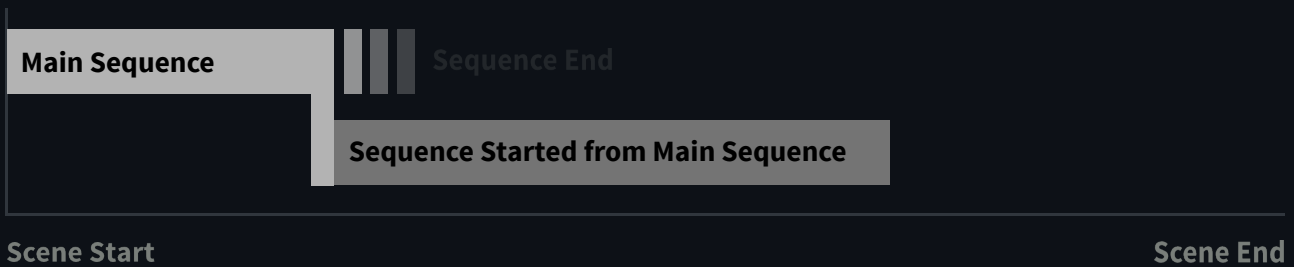 Main Sequence
Sequence End
Sequence Started from Main Sequence
Scene Start
Scene End